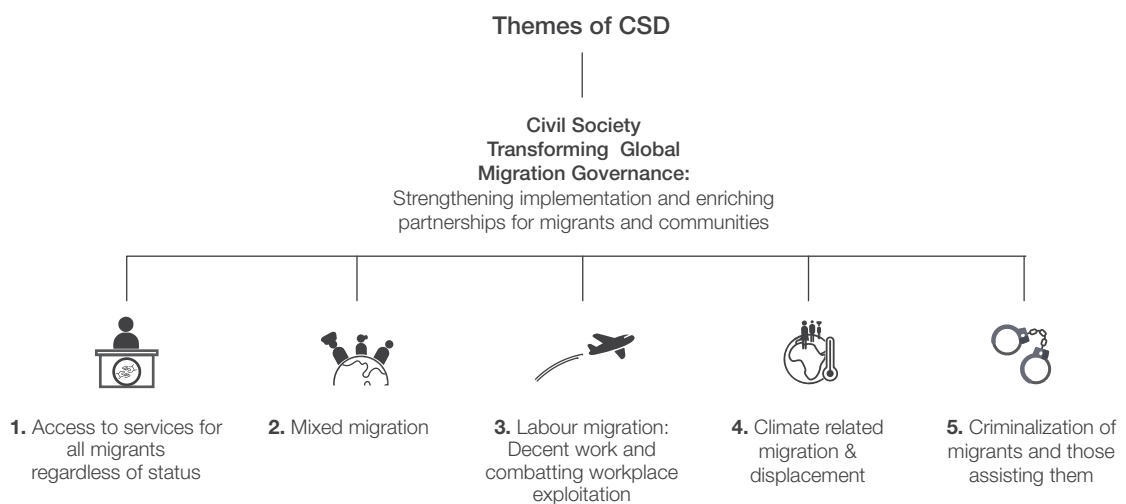 Themes of CSD
Civil Society
Transforming Global
Migration Governance:
Strengthening implementation and enriching
partnerships for migrants and communities
1. Access to services for
all migrants
regardless of status
2. Mixed migration
3. Labour migration:
Decent work and
combatting workplace
exploitation
4. Climate related
migration &
displacement
5. Criminalization of
migrants and those
assisting them